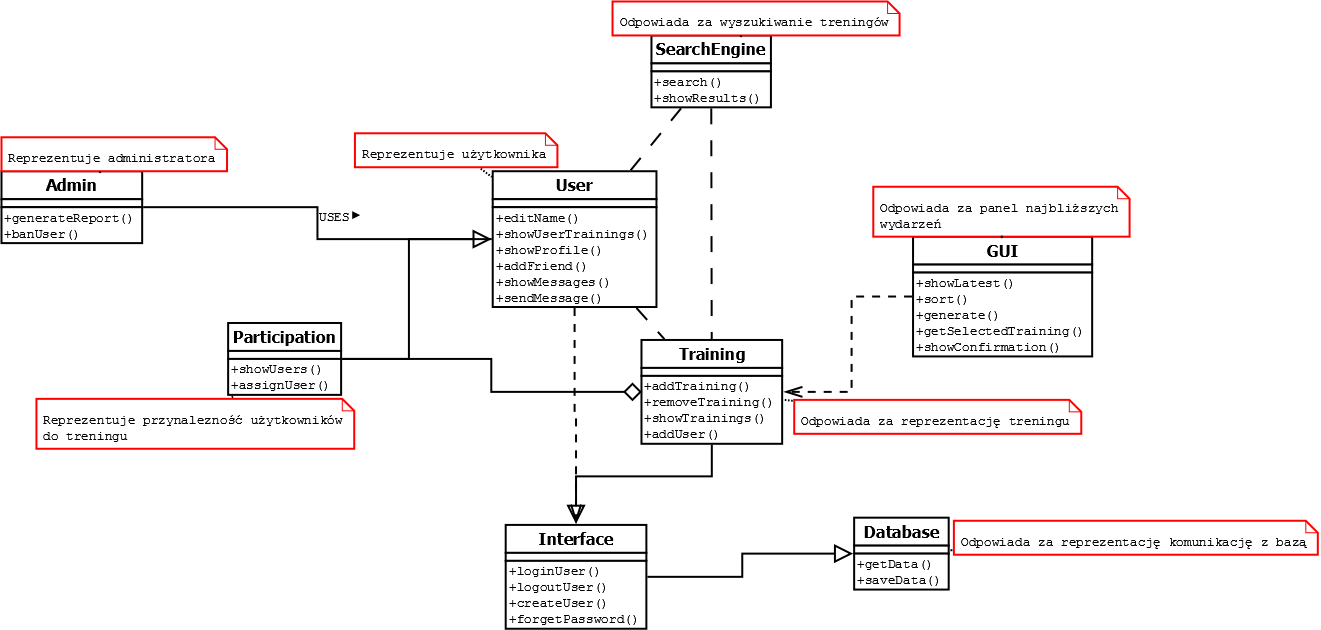 Odpowiada za wyszukiwanie treningów
SearchEngine
+search()
+showResults()
Reprezentuje administratora
Admin
+generateReport()
+banUser()
USES
Reprezentuje użytkownika
User
+editName()
+showUserTrainings()
+showProfile()
+addFriend()
+showMessages()
+sendMessage()
Odpowiada za panel najbliższych
wydarzeń
GUI
+showLatest()
+sort()
+generate()
+getSelectedTraining()
+showConfirmation()
Participation
+showUsers()
+assignUser()
Reprezentuje przynalezność użytkowników
do treningu
Training
+addTraining()
+removeTraining()
+showTrainings()
+addUser()
Odpowiada za reprezentację treningu
Interface
+loginUser()
+logoutUser()
+createUser()
+forgetPassword()
Database
+getData()
+saveData()
Odpowiada za reprezentację komunikację z bazą